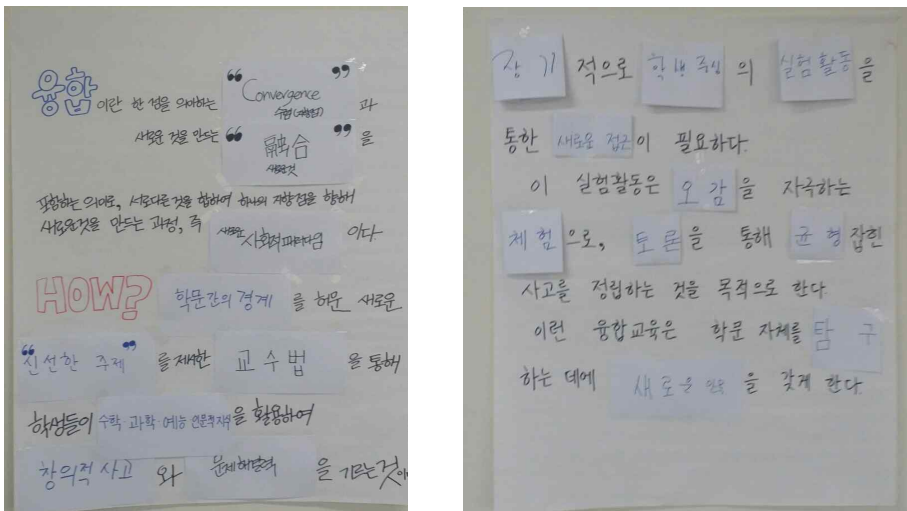 융합이란 한 점을 의미하는 “Convergence 수렴” 과
새로운 것을 만드는 “融合 새로운 것” 을
포함하는 의미로, 서로 다른 것을 합하여 하나의 지향점을 향해
새로운 것을 만드는 과정, 즉 새로운 사회적 패러다임 이다.
HOW? 학문간의 경계 를 허문 새로운
“신선한 주제” 를 제시한 교수법 을 통해
학생들이 수학·과학·예능 인문학적 을 활용하여
창의적 사고 와 문제해결력 을 기르는 것이
장기적으로 학생 중심 의 실험활동을
통한 새로운 접근이 필요하다.
이 실험활동은 오감을 자극하는
체험으로, 토론을 통해 균형잡힌
사고를 정립하는 것을 목적으로 한다
이런 융합교육은 학문 자체를 탐구
하는 데에 새로운 을 갖게 한다.